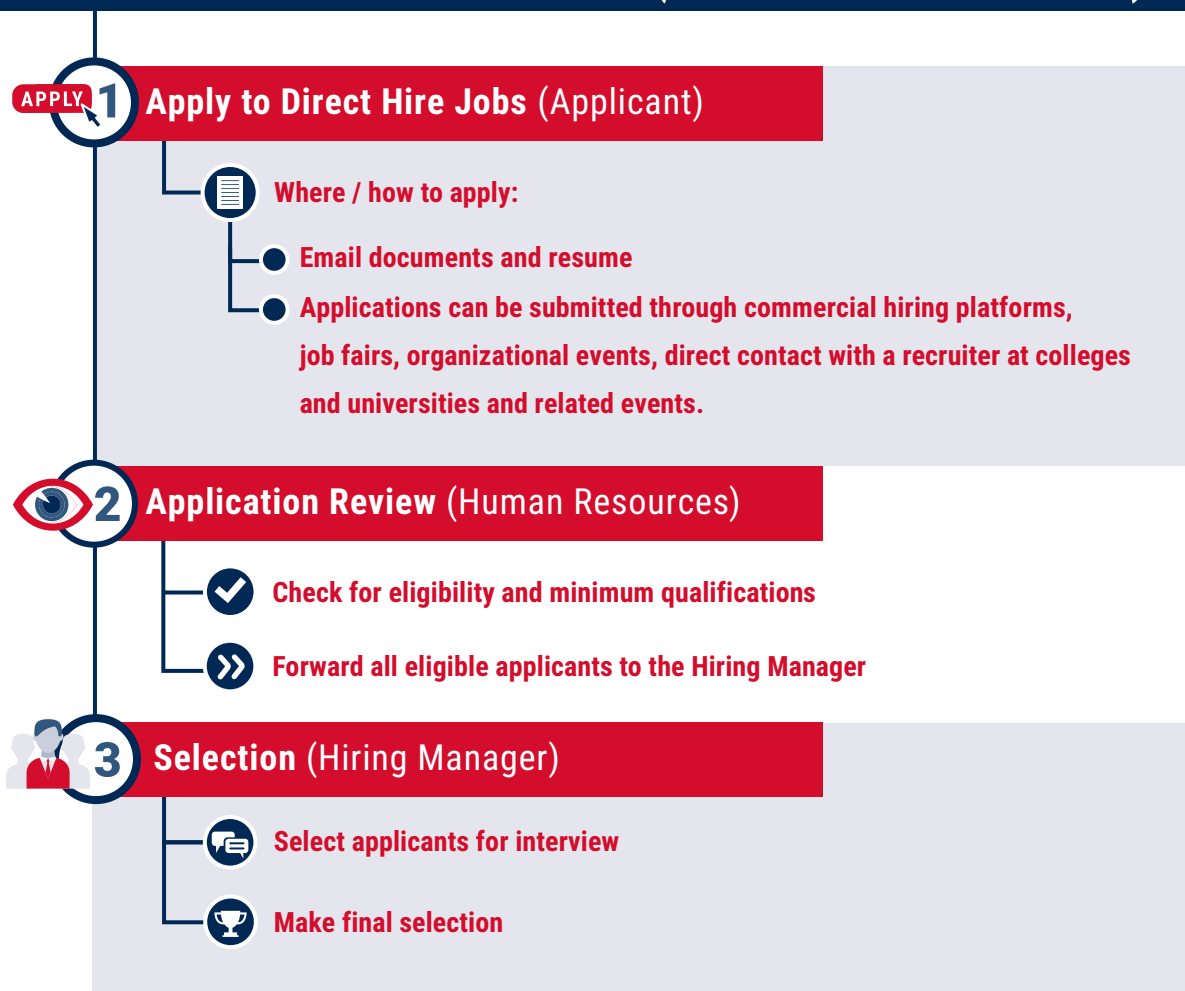 APPLY
1
Apply to Direct Hire Jobs (Applicant)
Where / how to apply:
Email documents and resume
Applications can be submitted through commercial hiring platforms,
job fairs, organizational events, direct contact with a recruiter at colleges
and universities and related events.
2
Application Review (Human Resources)
Check for eligibility and minimum qualifications
Forward all eligible applicants to the Hiring Manager
3
Selection (Hiring Manager)
Select applicants for interview
Make final selection